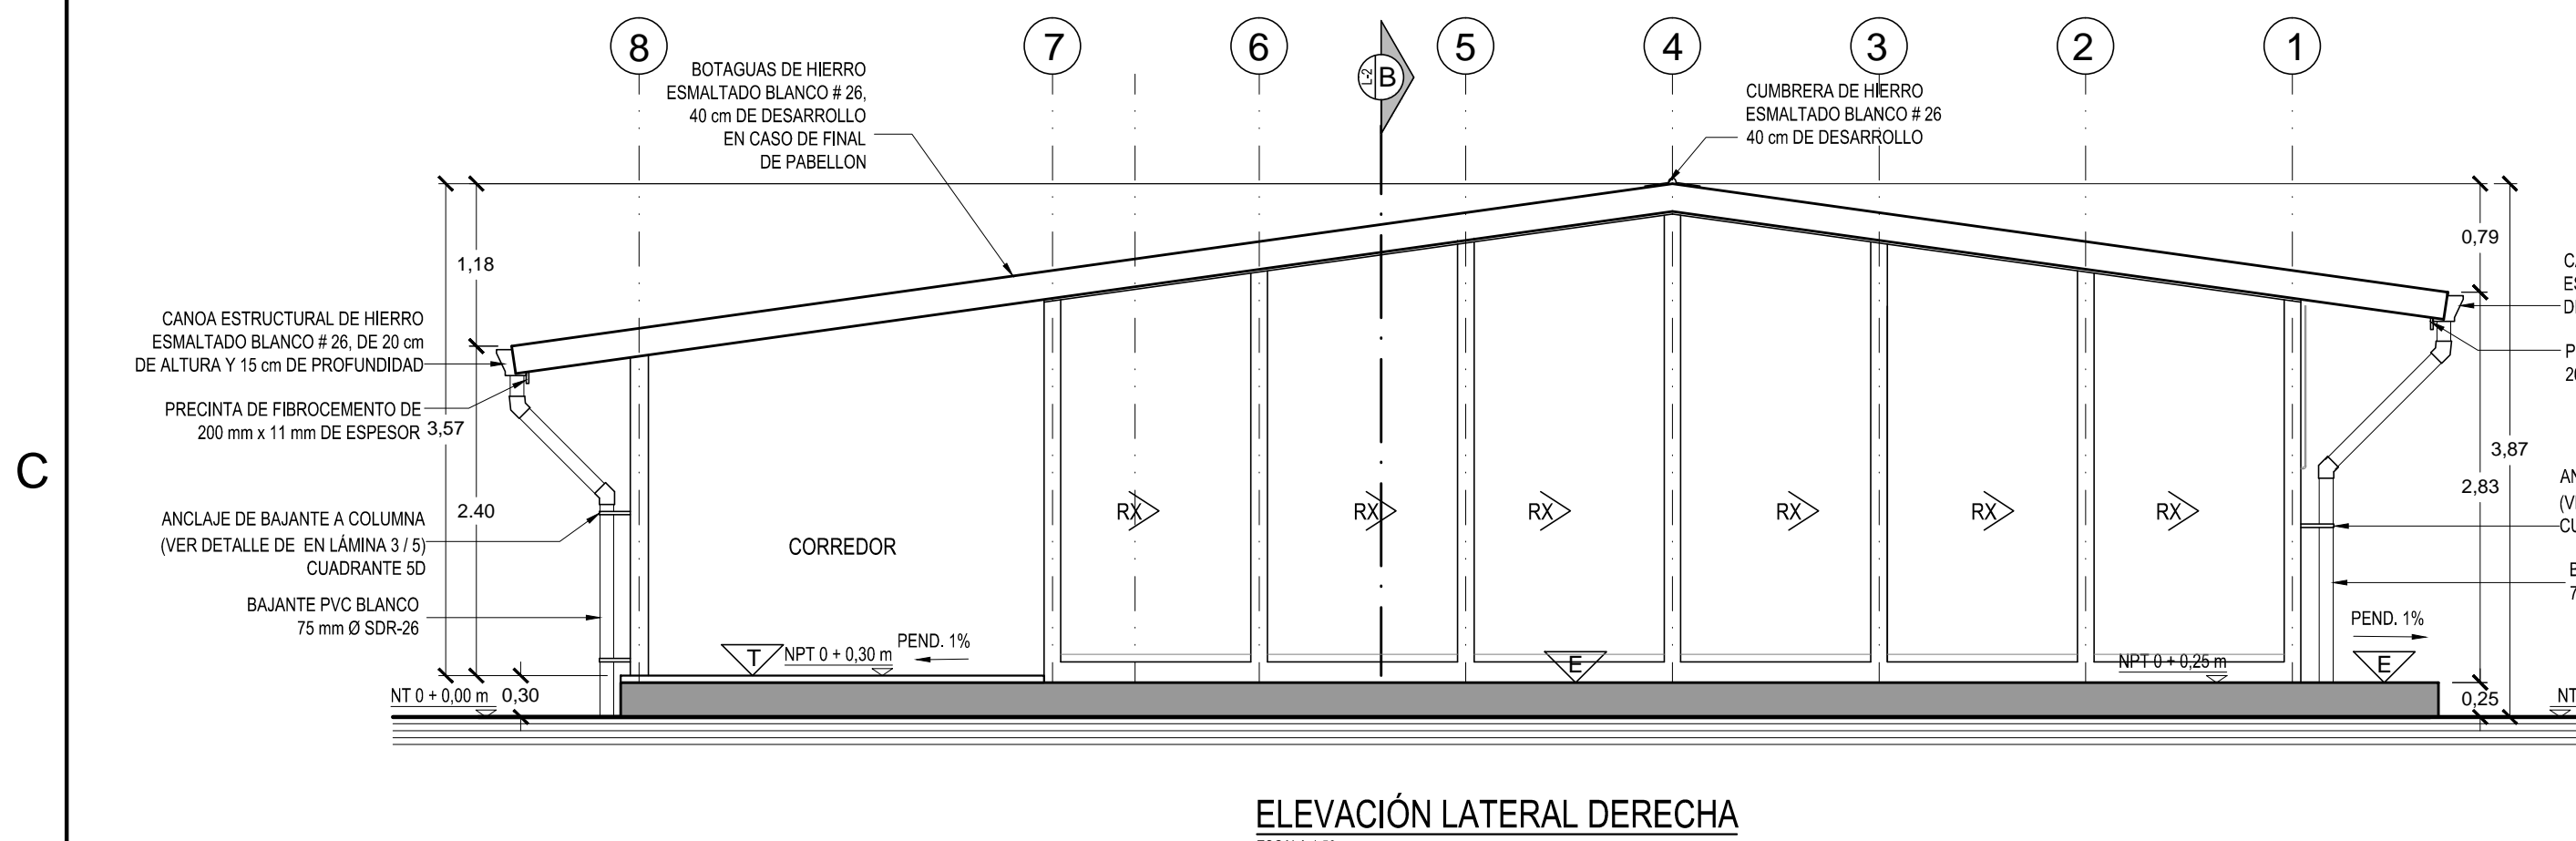 8
7
6
5
4
3
2
1
L-2
B
BOTAGUAS DE HIERRO
ESMALTADO BLANCO # 26,
40 cm DE DESARROLLO
EN CASO DE FINAL
DE PABELLON
CUMBRERA DE HIERRO
ESMALTADO BLANCO # 26
40 cm DE DESARROLLO
1,18
0,79
CANOA ESTRUCTURAL DE HIERRO
ESMALTADO BLANCO # 26, DE 20 cm
DE ALTURA Y 15 cm DE PROFUNDIDAD
PRECINTA DE FIBROCEMENTO DE
200 mm x 11 mm DE ESPESOR
3,57
C
3,87
2,83
2.40
ANCLAJE DE BAJANTE A COLUMNA
(VER DETALLE DE EN LÁMINA 3 / 5)
CUADRANTE 5D
CORREDOR
RX
RX
RX
RX
RX
RX
BAJANTE PVC BLANCO
75 mm Ø SDR-26
PEND. 1%
T
NPT 0 + 0,30 m
PEND. 1%
E
NPT 0 + 0,25 m
E
NT 0 + 0,00 m
0,30
0,25
NT
ELEVACIÓN LATERAL DERECHA